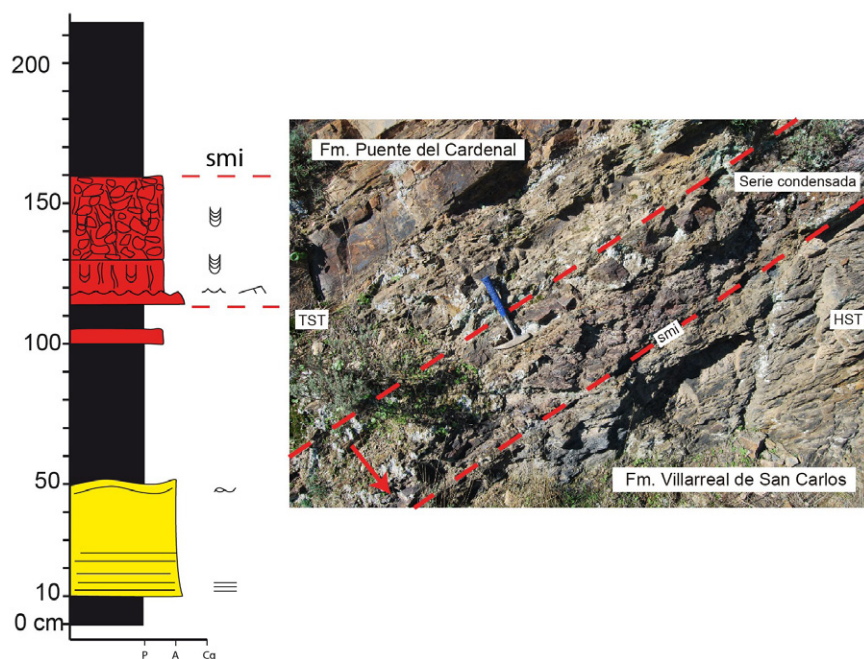 200
150
100
50
10
0 cm
smi
P A Cg
Fm. Puente del Cardenal
Serie condensada
TST
HST
smi
Fm. Villarreal de San Carlos